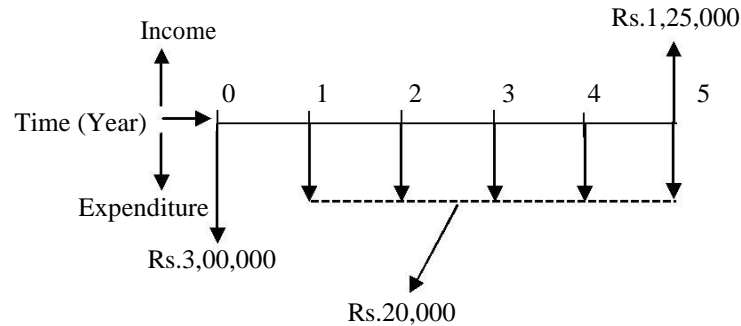 Rs.1,25,000
Income
0 1 2 3 4 5
Time (Year)
Expenditure
Rs.3,00,000
Rs.20,000